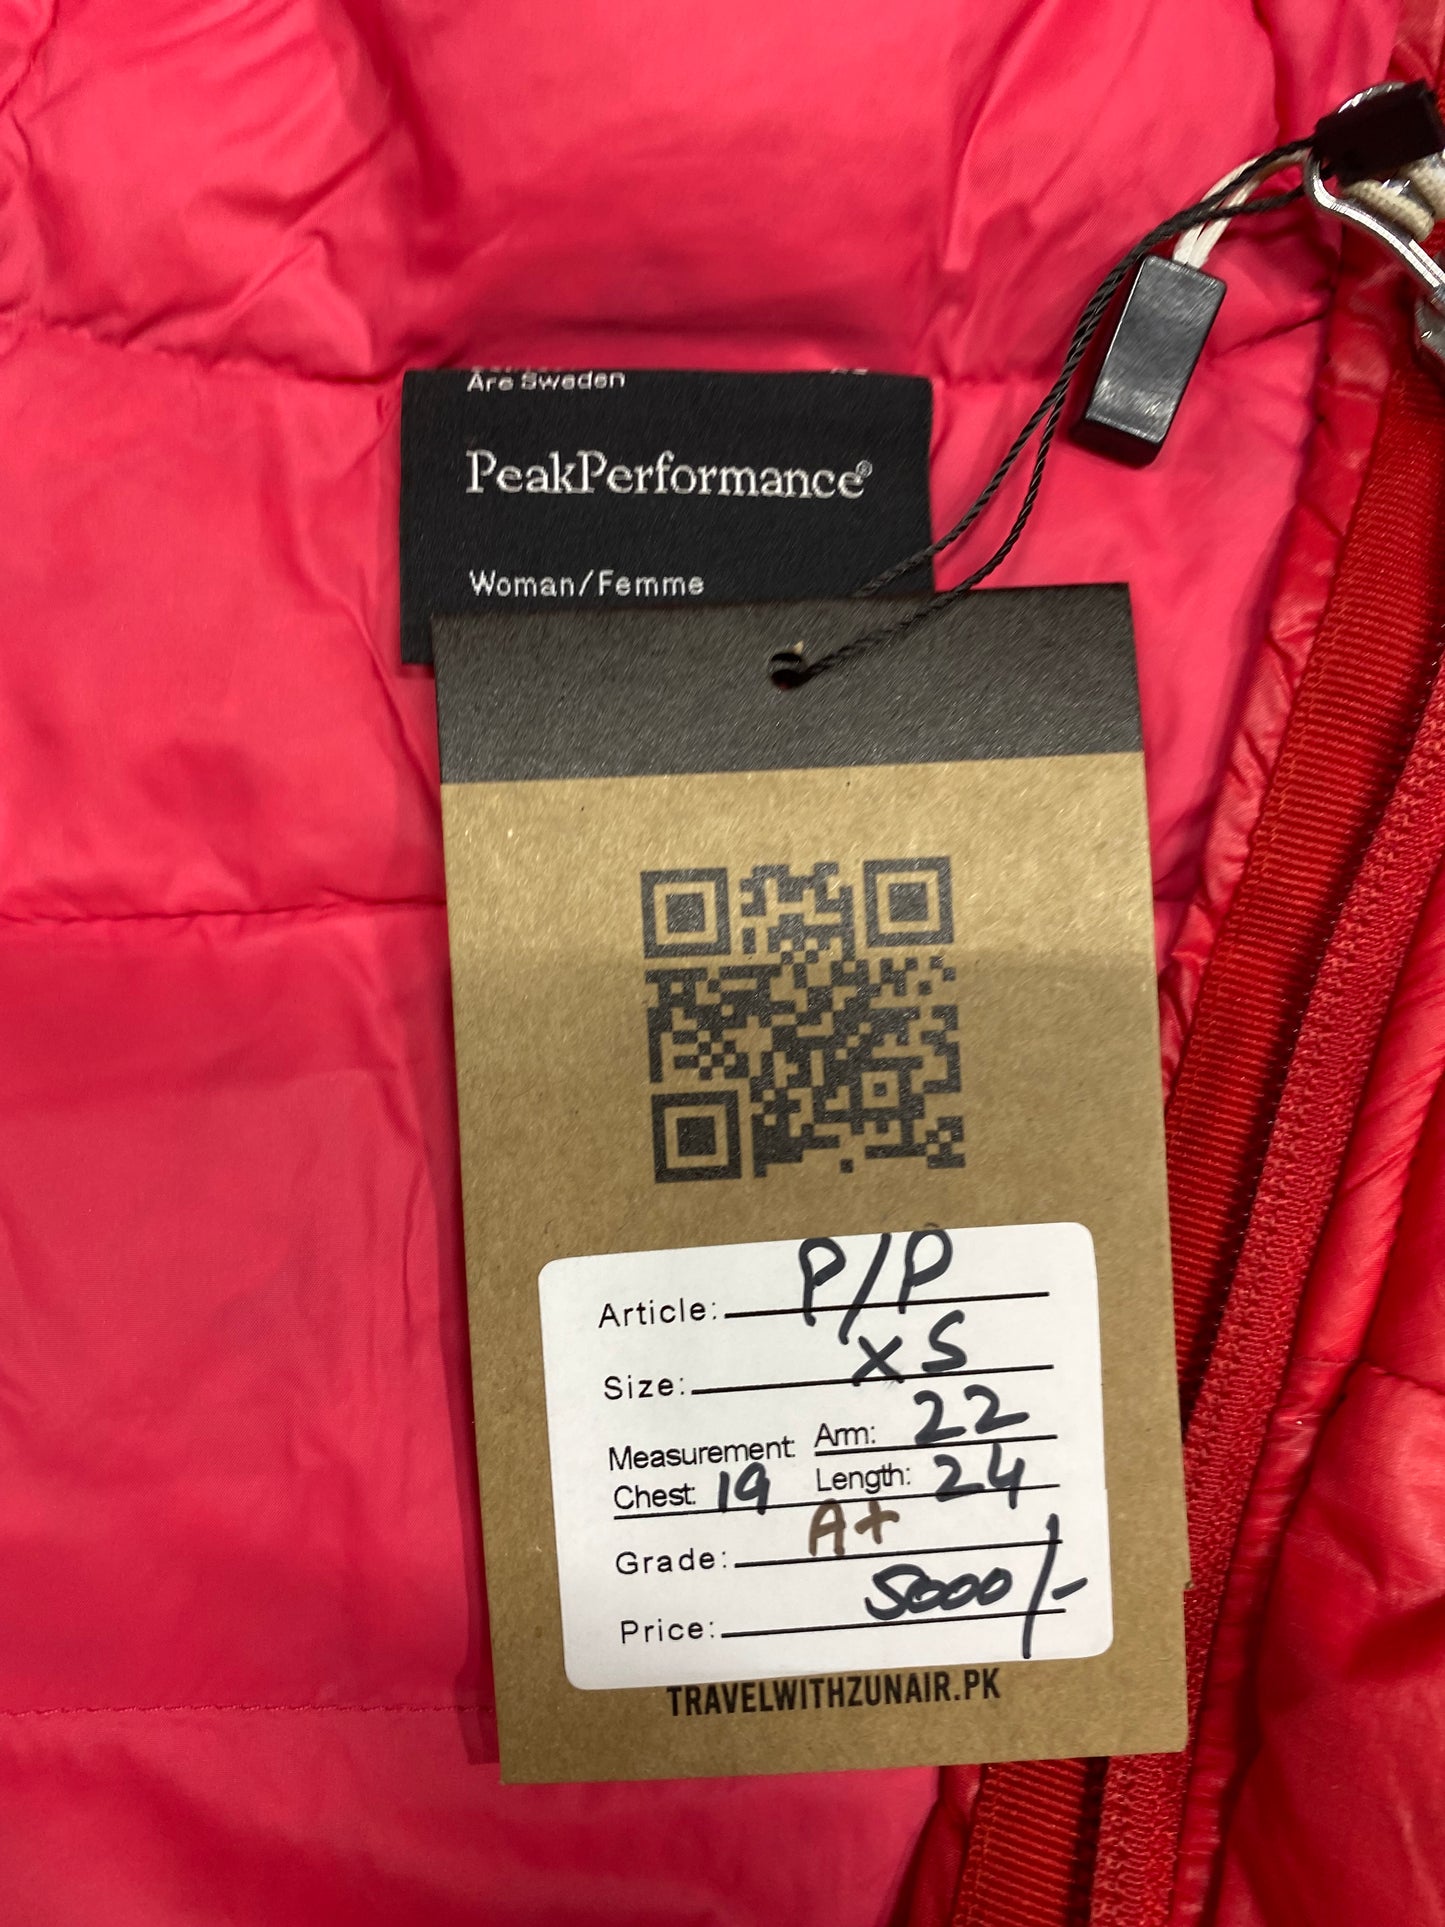 Åre Sweden
PeakPerformance®
Woman/Femme
Article: P/P
Size: XS
Measurement: Arm: 22
Chest: 19 Length: 24
Grade: A+
Price: 5000/-
TRAVELWITHZUNAIR.PK